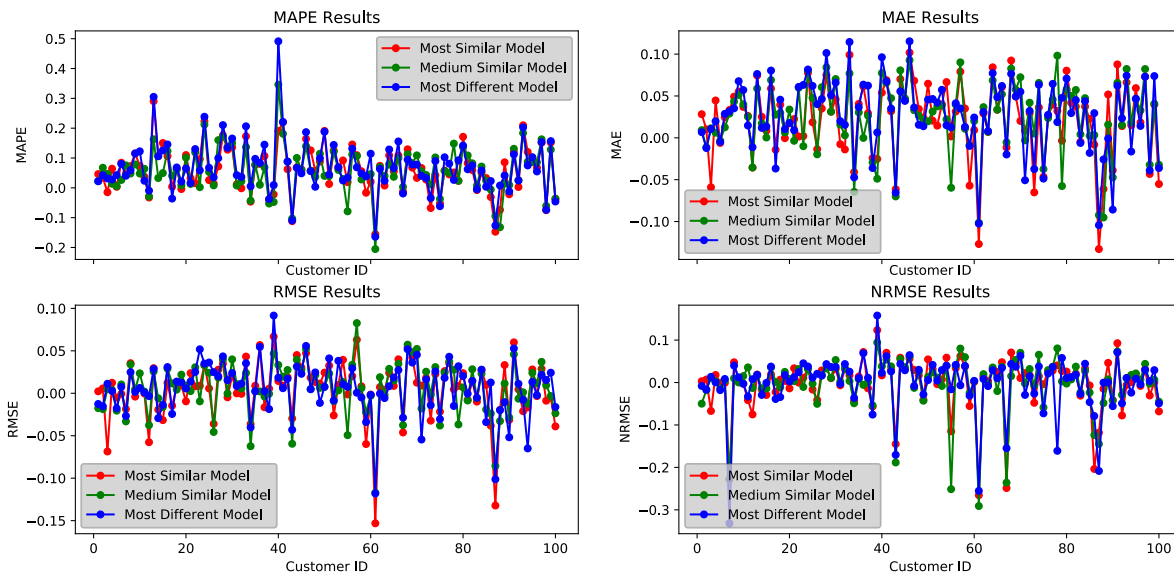 MAPE Results
MAPE
0.5
0.4
0.3
0.2
0.1
0.0
−0.1
−0.2
Most Similar Model
Medium Similar Model
Most Different Model
Customer ID
MAE Results
MAE
0.10
0.05
0.00
−0.05
−0.10
Most Similar Model
Medium Similar Model
Most Different Model
Customer ID
RMSE Results
RMSE
0.10
0.05
0.00
−0.05
−0.10
−0.15
Most Similar Model
Medium Similar Model
Most Different Model
0 20 40 60 80 100
Customer ID
NRMSE Results
NRMSE
0.1
0.0
−0.1
−0.2
−0.3
Most Similar Model
Medium Similar Model
Most Different Model
0 20 40 60 80 100
Customer ID